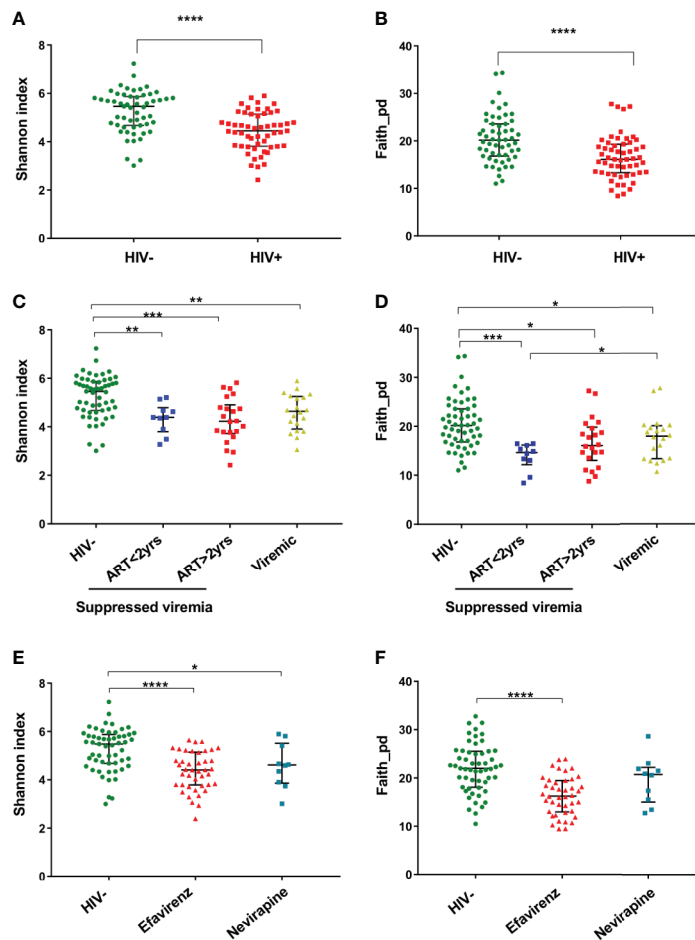 A
****
Shannon index
8
6
4
2
0
HIV-
HIV+
B
****
Faith_pd
40
30
20
10
0
HIV-
HIV+
C
**
***
**
Shannon index
8
6
4
2
0
HIV-
ART<2yrs
ART>2yrs
Viremic
Suppressed viremia
D
*
*
***
*
Faith_pd
40
30
20
10
0
HIV-
ART<2yrs
ART>2yrs
Viremic
Suppressed viremia
E
*
****
Shannon index
8
6
4
2
0
HIV-
Efavirenz
Nevirapine
F
****
Faith_pd
40
30
20
10
0
HIV-
Efavirenz
Nevirapine